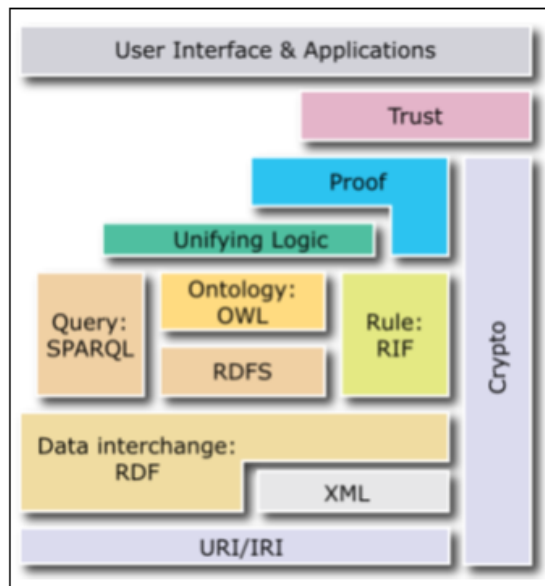 User Interface & Applications
Trust
Proof
Unifying Logic
Query:
SPARQL
Ontology:
OWL
RDFS
Rule:
RIF
Crypto
Data interchange:
RDF
XML
URI/IRI